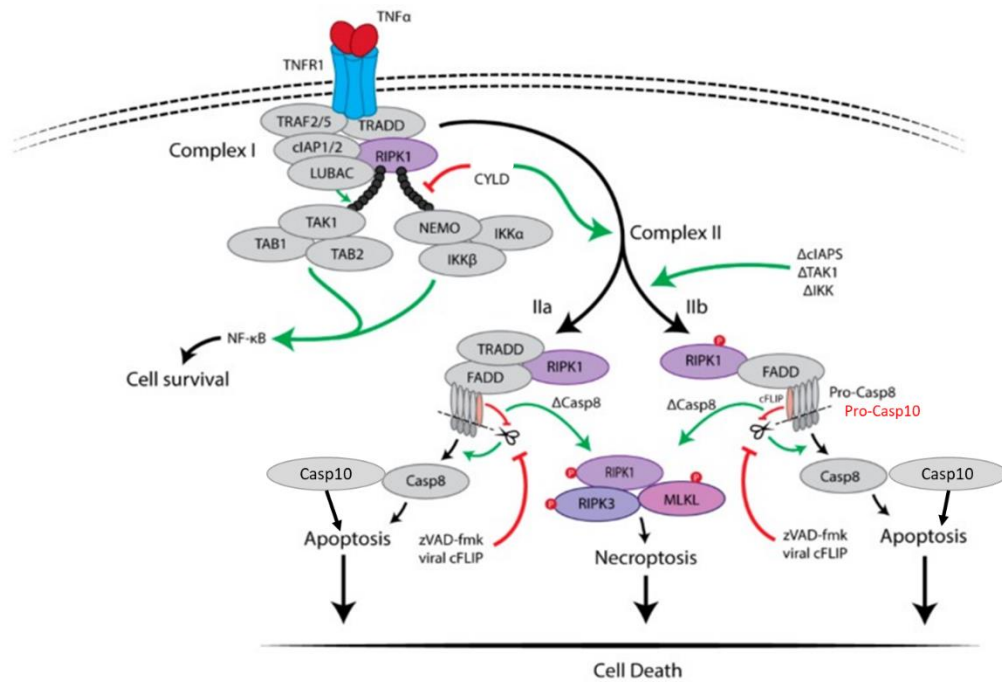 TNFα
TNFR1
TRAF2/5
TRADD
Complex I
cIAP1/2
RIPK1
LUBAC
CYLD
TAK1
TAB1
TAB2
NEMO
IKKα
IKKβ
Complex II
ΔcIAPS
ΔTAK1
ΔIKK
NF-κB
Cell survival
IIa
IIb
TRADD
FADD
RIPK1
P
RIPK1
FADD
ΔCasp8
ΔCasp8
cFLIP
Pro-Casp8
Pro-Casp10
Casp10
Casp8
P
RIPK1
P
RIPK3
P
MLKL
Casp8
Casp10
Apoptosis
zVAD-fmk
viral cFLIP
Necroptosis
zVAD-fmk
viral cFLIP
Apoptosis
Cell Death